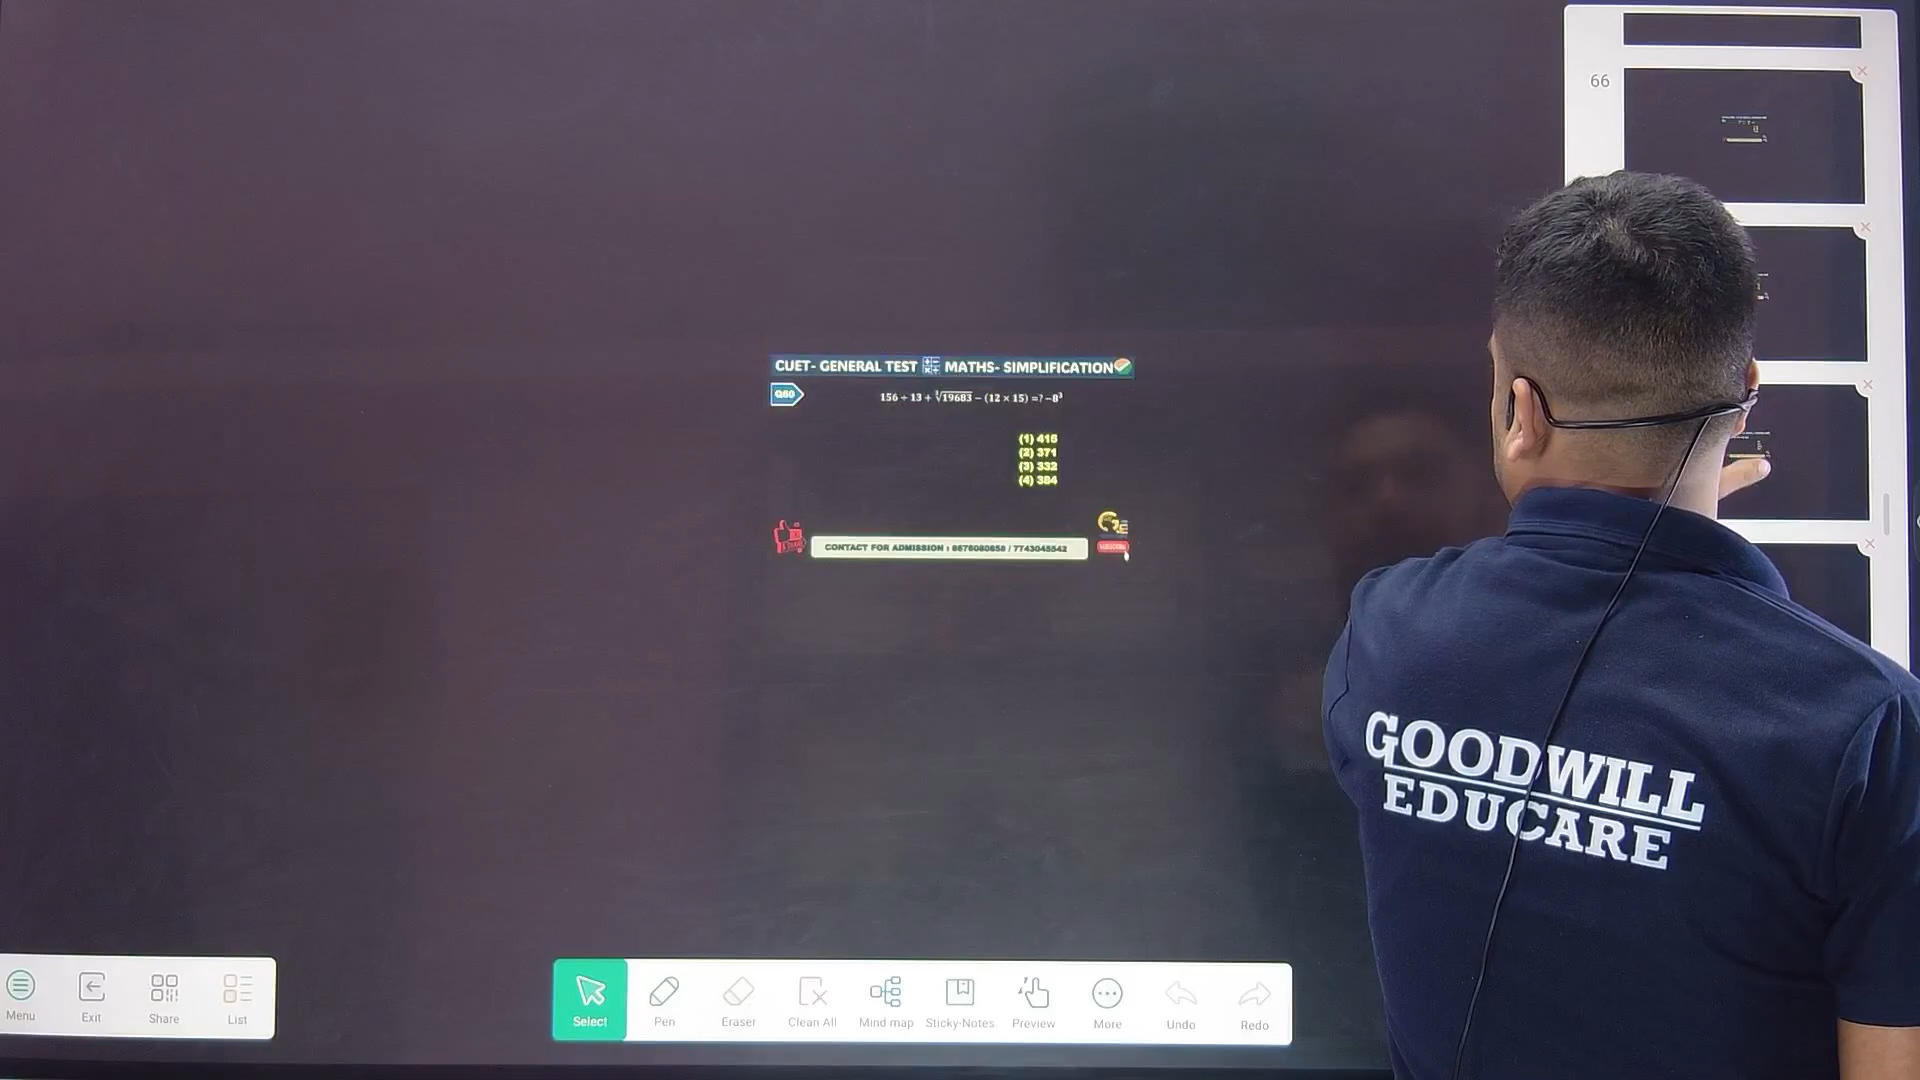 66
CUET- GENERAL TEST MATHS- SIMPLIFICATION
Q60
156 ÷ 13 + ∛19683 − (12 × 15) =? −8³
(1) 416
(2) 371
(3) 332
(4) 384
CONTACT FOR ADMISSION : 8676080658 / 7743045542
GOODWILL
EDUCARE
Menu
Exit
Share
List
Select
Pen
Eraser
Clean All
Mind map
Sticky-Notes
Preview
More
Undo
Redo